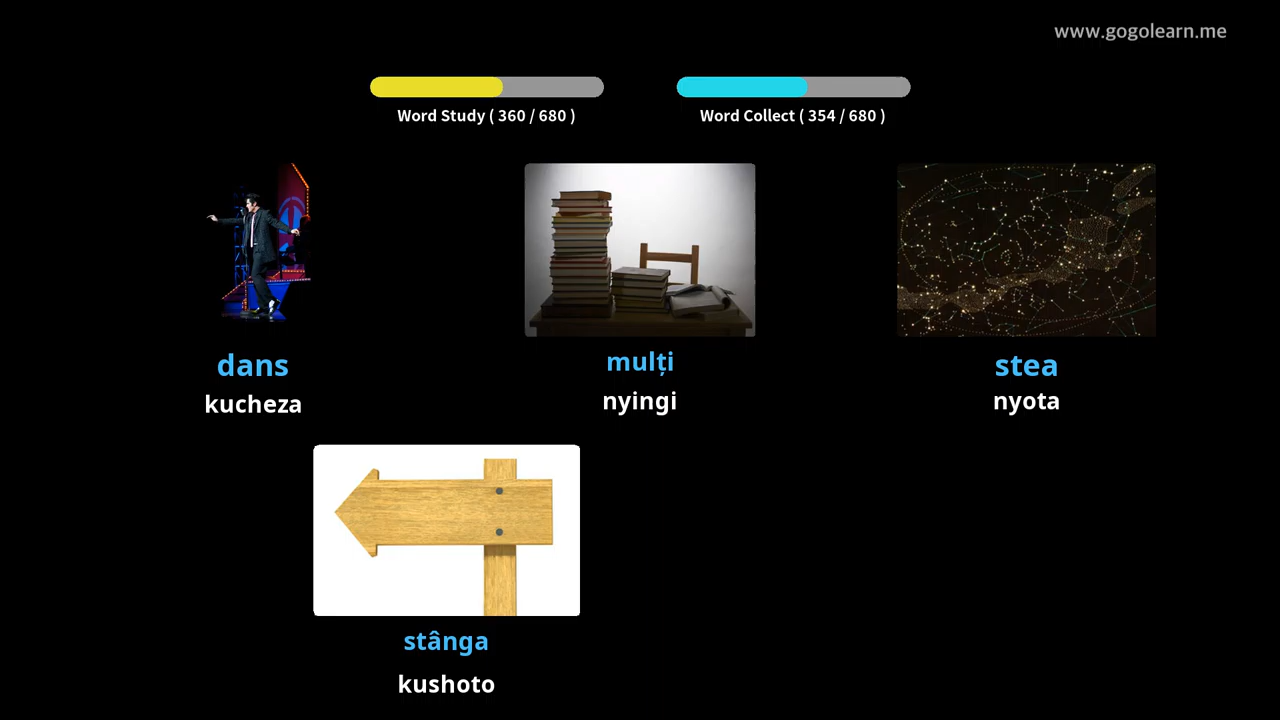 www.gogolearn.me
Word Study ( 360 / 680 )
Word Collect ( 354 / 680 )
dans
kucheza
mulți
nyingi
stea
nyota
stânga
kushoto